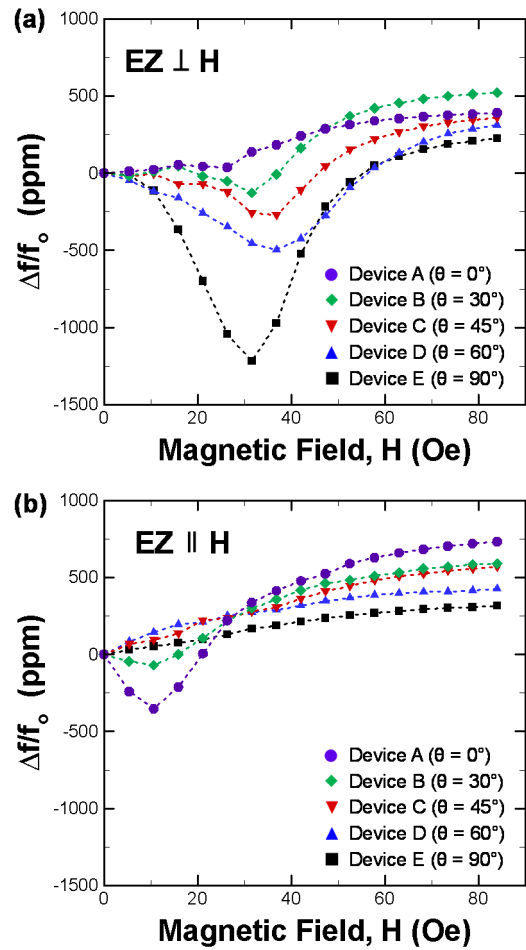 (a)
EZ ⊥ H
1000
500
0
-500
-1000
-1500
Δf/fo (ppm)
Device A (θ = 0°)
Device B (θ = 30°)
Device C (θ = 45°)
Device D (θ = 60°)
Device E (θ = 90°)
0 20 40 60 80
Magnetic Field, H (Oe)
(b)
EZ || H
1000
500
0
-500
-1000
-1500
Δf/fo (ppm)
Device A (θ = 0°)
Device B (θ = 30°)
Device C (θ = 45°)
Device D (θ = 60°)
Device E (θ = 90°)
0 20 40 60 80
Magnetic Field, H (Oe)